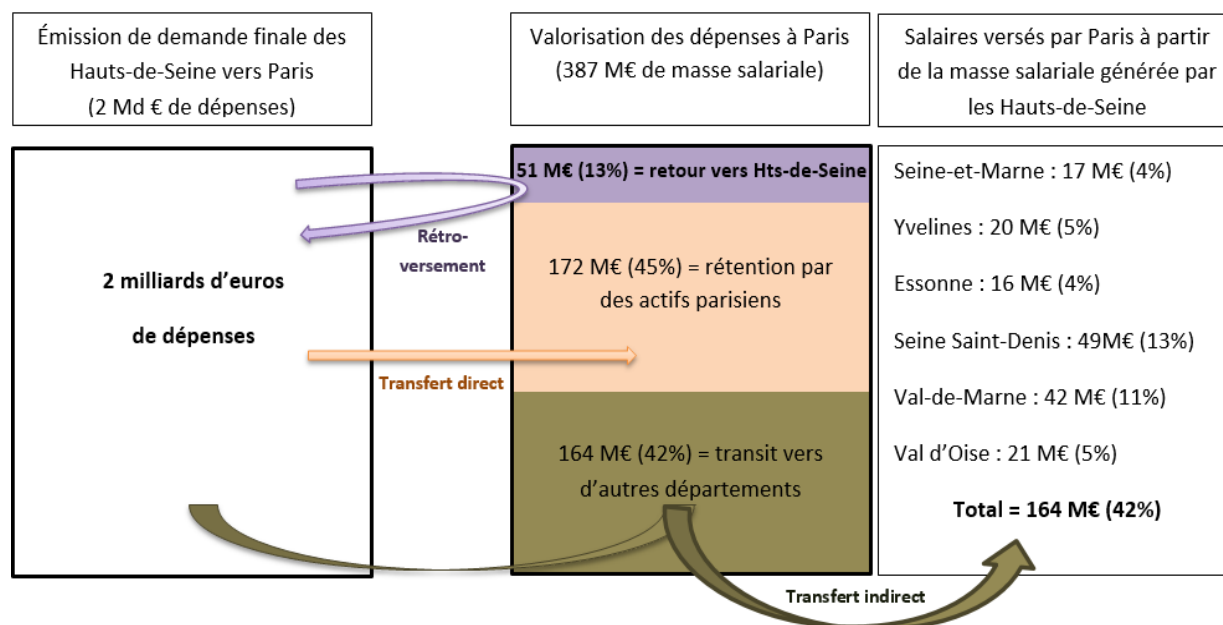 Émission de demande finale des
Hauts-de-Seine vers Paris
(2 Md € de dépenses)
Valorisation des dépenses à Paris
(387 M€ de masse salariale)
Salaires versés par Paris à partir
de la masse salariale générée par
les Hauts-de-Seine
2 milliards d'euros
de dépenses
Rétro-
versement
Transfert direct
51 M€ (13%) = retour vers Hts-de-Seine
172 M€ (45%) = rétention par
des actifs parisiens
164 M€ (42%) = transit vers
d'autres départements
Transfert indirect
Seine-et-Marne : 17 M€ (4%)
Yvelines : 20 M€ (5%)
Essonne : 16 M€ (4%)
Seine Saint-Denis : 49M€ (13%)
Val-de-Marne : 42 M€ (11%)
Val d'Oise : 21 M€ (5%)
Total = 164 M€ (42%)